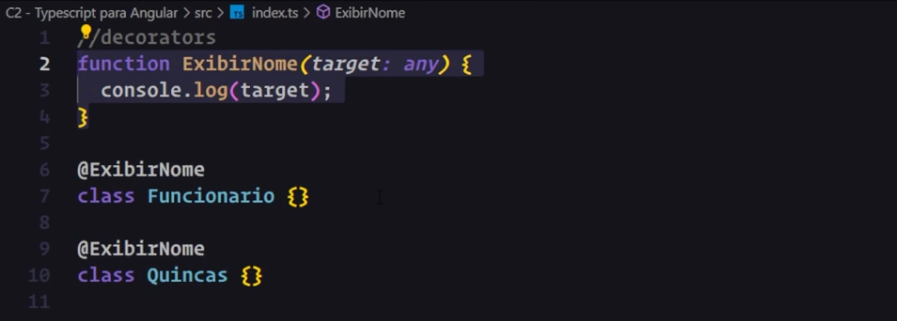 C2 - Typescript para Angular > src > TS index.ts > ExibirNome
1 //decorators
2 function ExibirNome(target: any) {
3 console.log(target);
4 }
5
6 @ExibirNome
7 class Funcionario {}
8
9 @ExibirNome
10 class Quincas {}
11